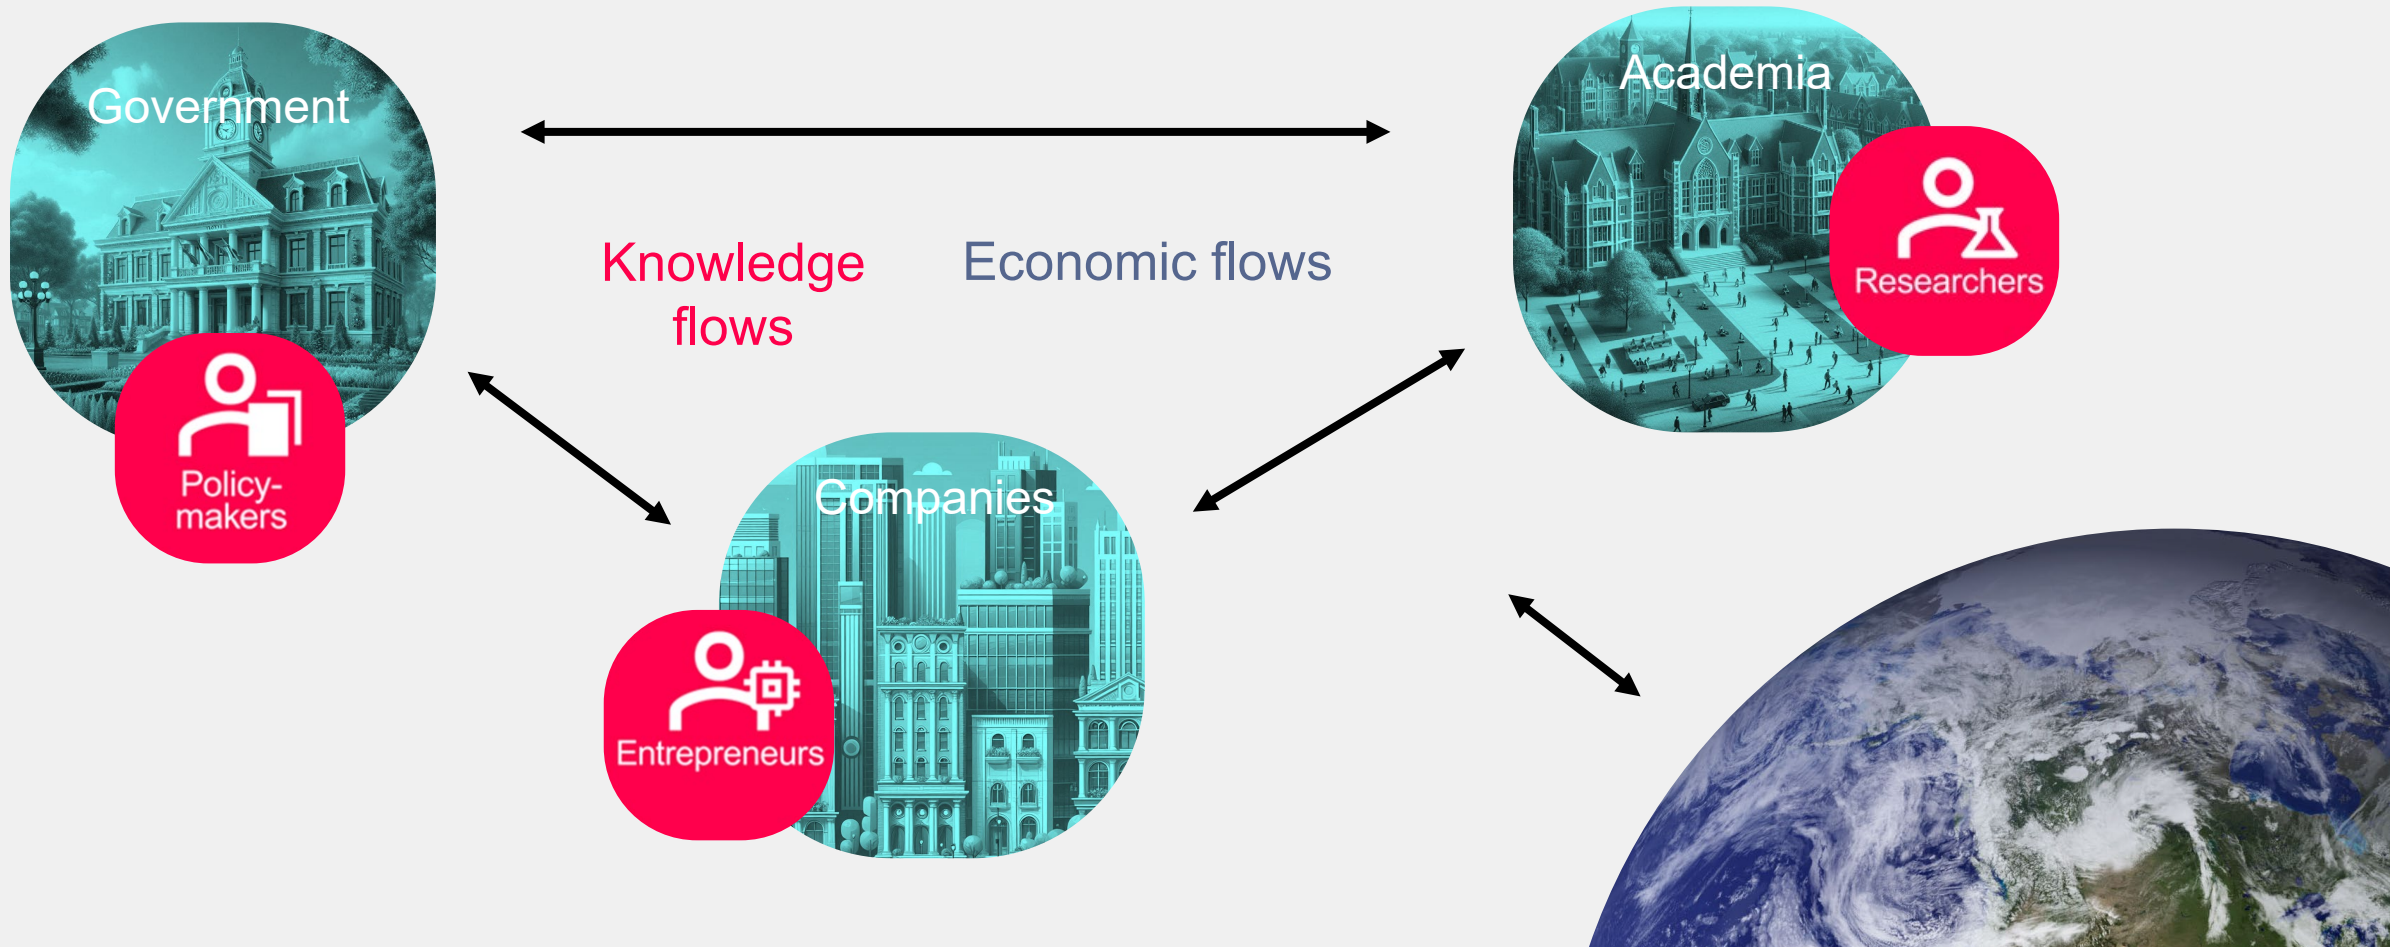 Government
Academia
Knowledge
flows
Economic flows
Researchers
Policy-
makers
Companies
Entrepreneurs